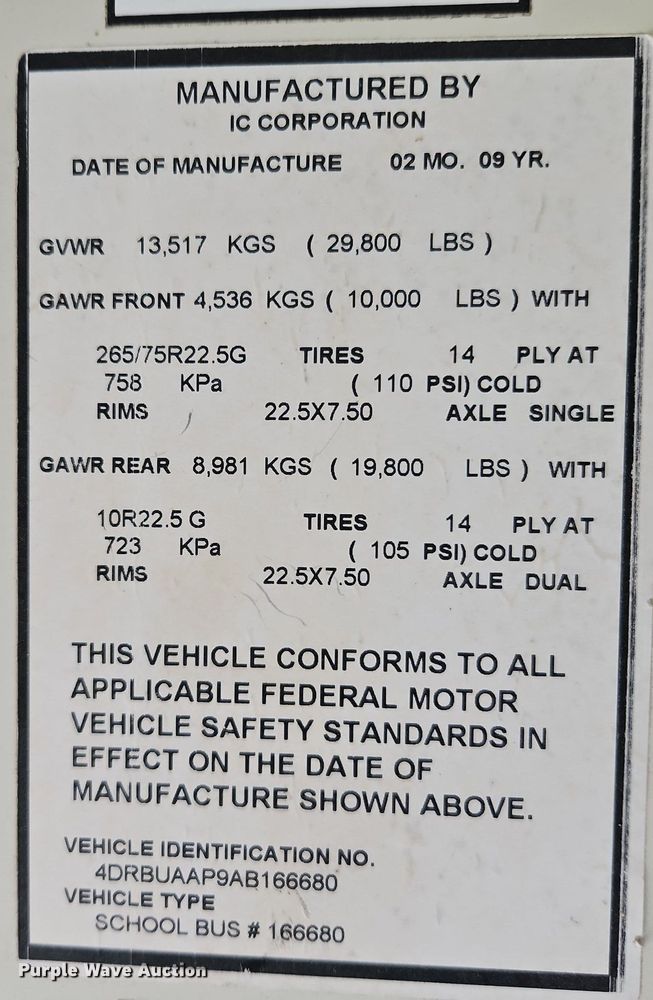 MANUFACTURED BY
IC CORPORATION
DATE OF MANUFACTURE 02 MO. 09 YR.
GVWR 13,517 KGS ( 29,800 LBS )
GAWR FRONT 4,536 KGS ( 10,000 LBS ) WITH
265/75R22.5G TIRES 14 PLY AT
758 KPa ( 110 PSI) COLD
RIMS 22.5X7.50 AXLE SINGLE
GAWR REAR 8,981 KGS ( 19,800 LBS ) WITH
10R22.5 G TIRES 14 PLY AT
723 KPa ( 105 PSI) COLD
RIMS 22.5X7.50 AXLE DUAL
THIS VEHICLE CONFORMS TO ALL
APPLICABLE FEDERAL MOTOR
VEHICLE SAFETY STANDARDS IN
EFFECT ON THE DATE OF
MANUFACTURE SHOWN ABOVE.
VEHICLE IDENTIFICATION NO.
4DRBUAAP9AB166680
VEHICLE TYPE
SCHOOL BUS # 166680
Purple Wave Auction